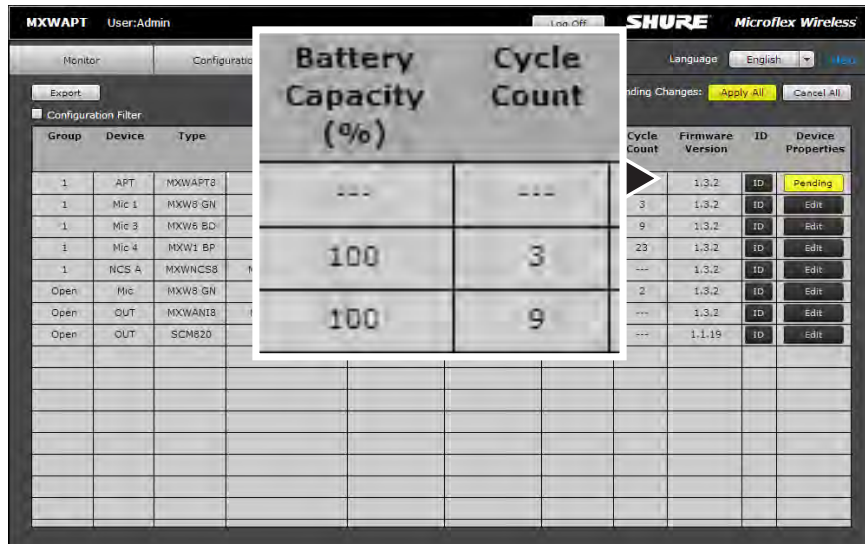 MXWAPT User:Admin Log Off SHURE Microflex Wireless
Monitor Language English
Export Apply All Cancel All
Configuration Filter
Group Device Type Cycle Count Firmware Version ID Device Properties
Battery Capacity (%) Cycle Count
--- ---
100 3
100 9
1 APT MXWAPT8 1.3.2 ID Pending
1 Mic 1 MXW8 GN 3 1.3.2 ID Edit
1 Mic 3 MXW6 BD 9 1.3.2 ID Edit
1 Mic 4 MXW1 BP 23 1.3.2 ID Edit
1 NCS A MXWNCS8 --- 1.3.2 ID Edit
Open Mic MXW8 GN 2 1.3.2 ID Edit
Open OUT MXWANI8 --- 1.3.2 ID Edit
Open OUT SCM820 --- 1.1.19 ID Edit